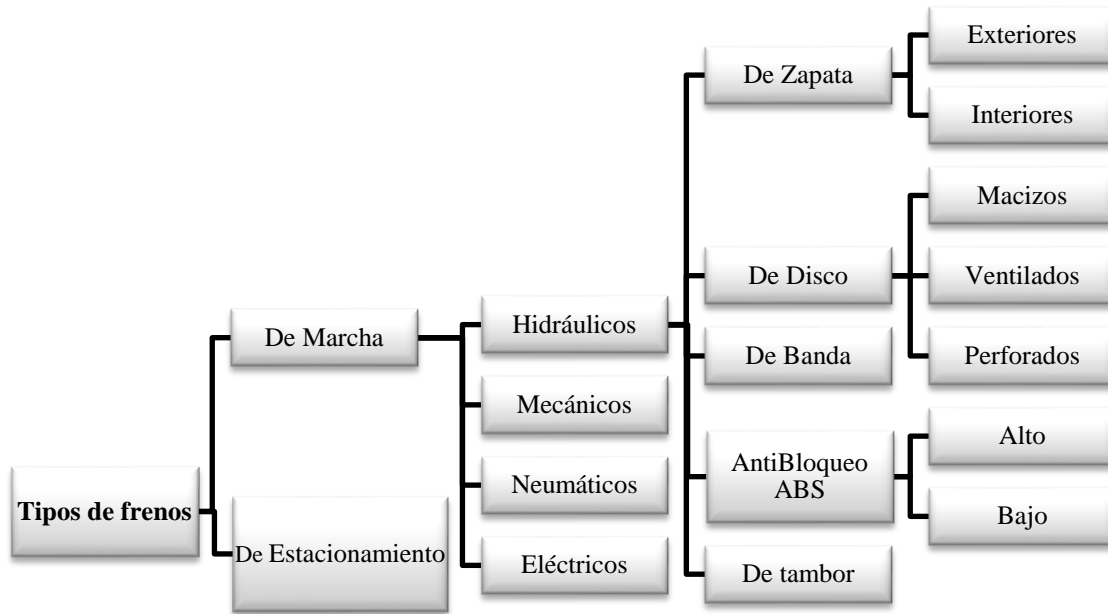 Tipos de frenos
De Marcha
De Estacionamiento
Hidráulicos
Mecánicos
Neumáticos
Eléctricos
De Zapata
De Disco
De Banda
AntiBloqueo
ABS
De tambor
Exteriores
Interiores
Macizos
Ventilados
Perforados
Alto
Bajo